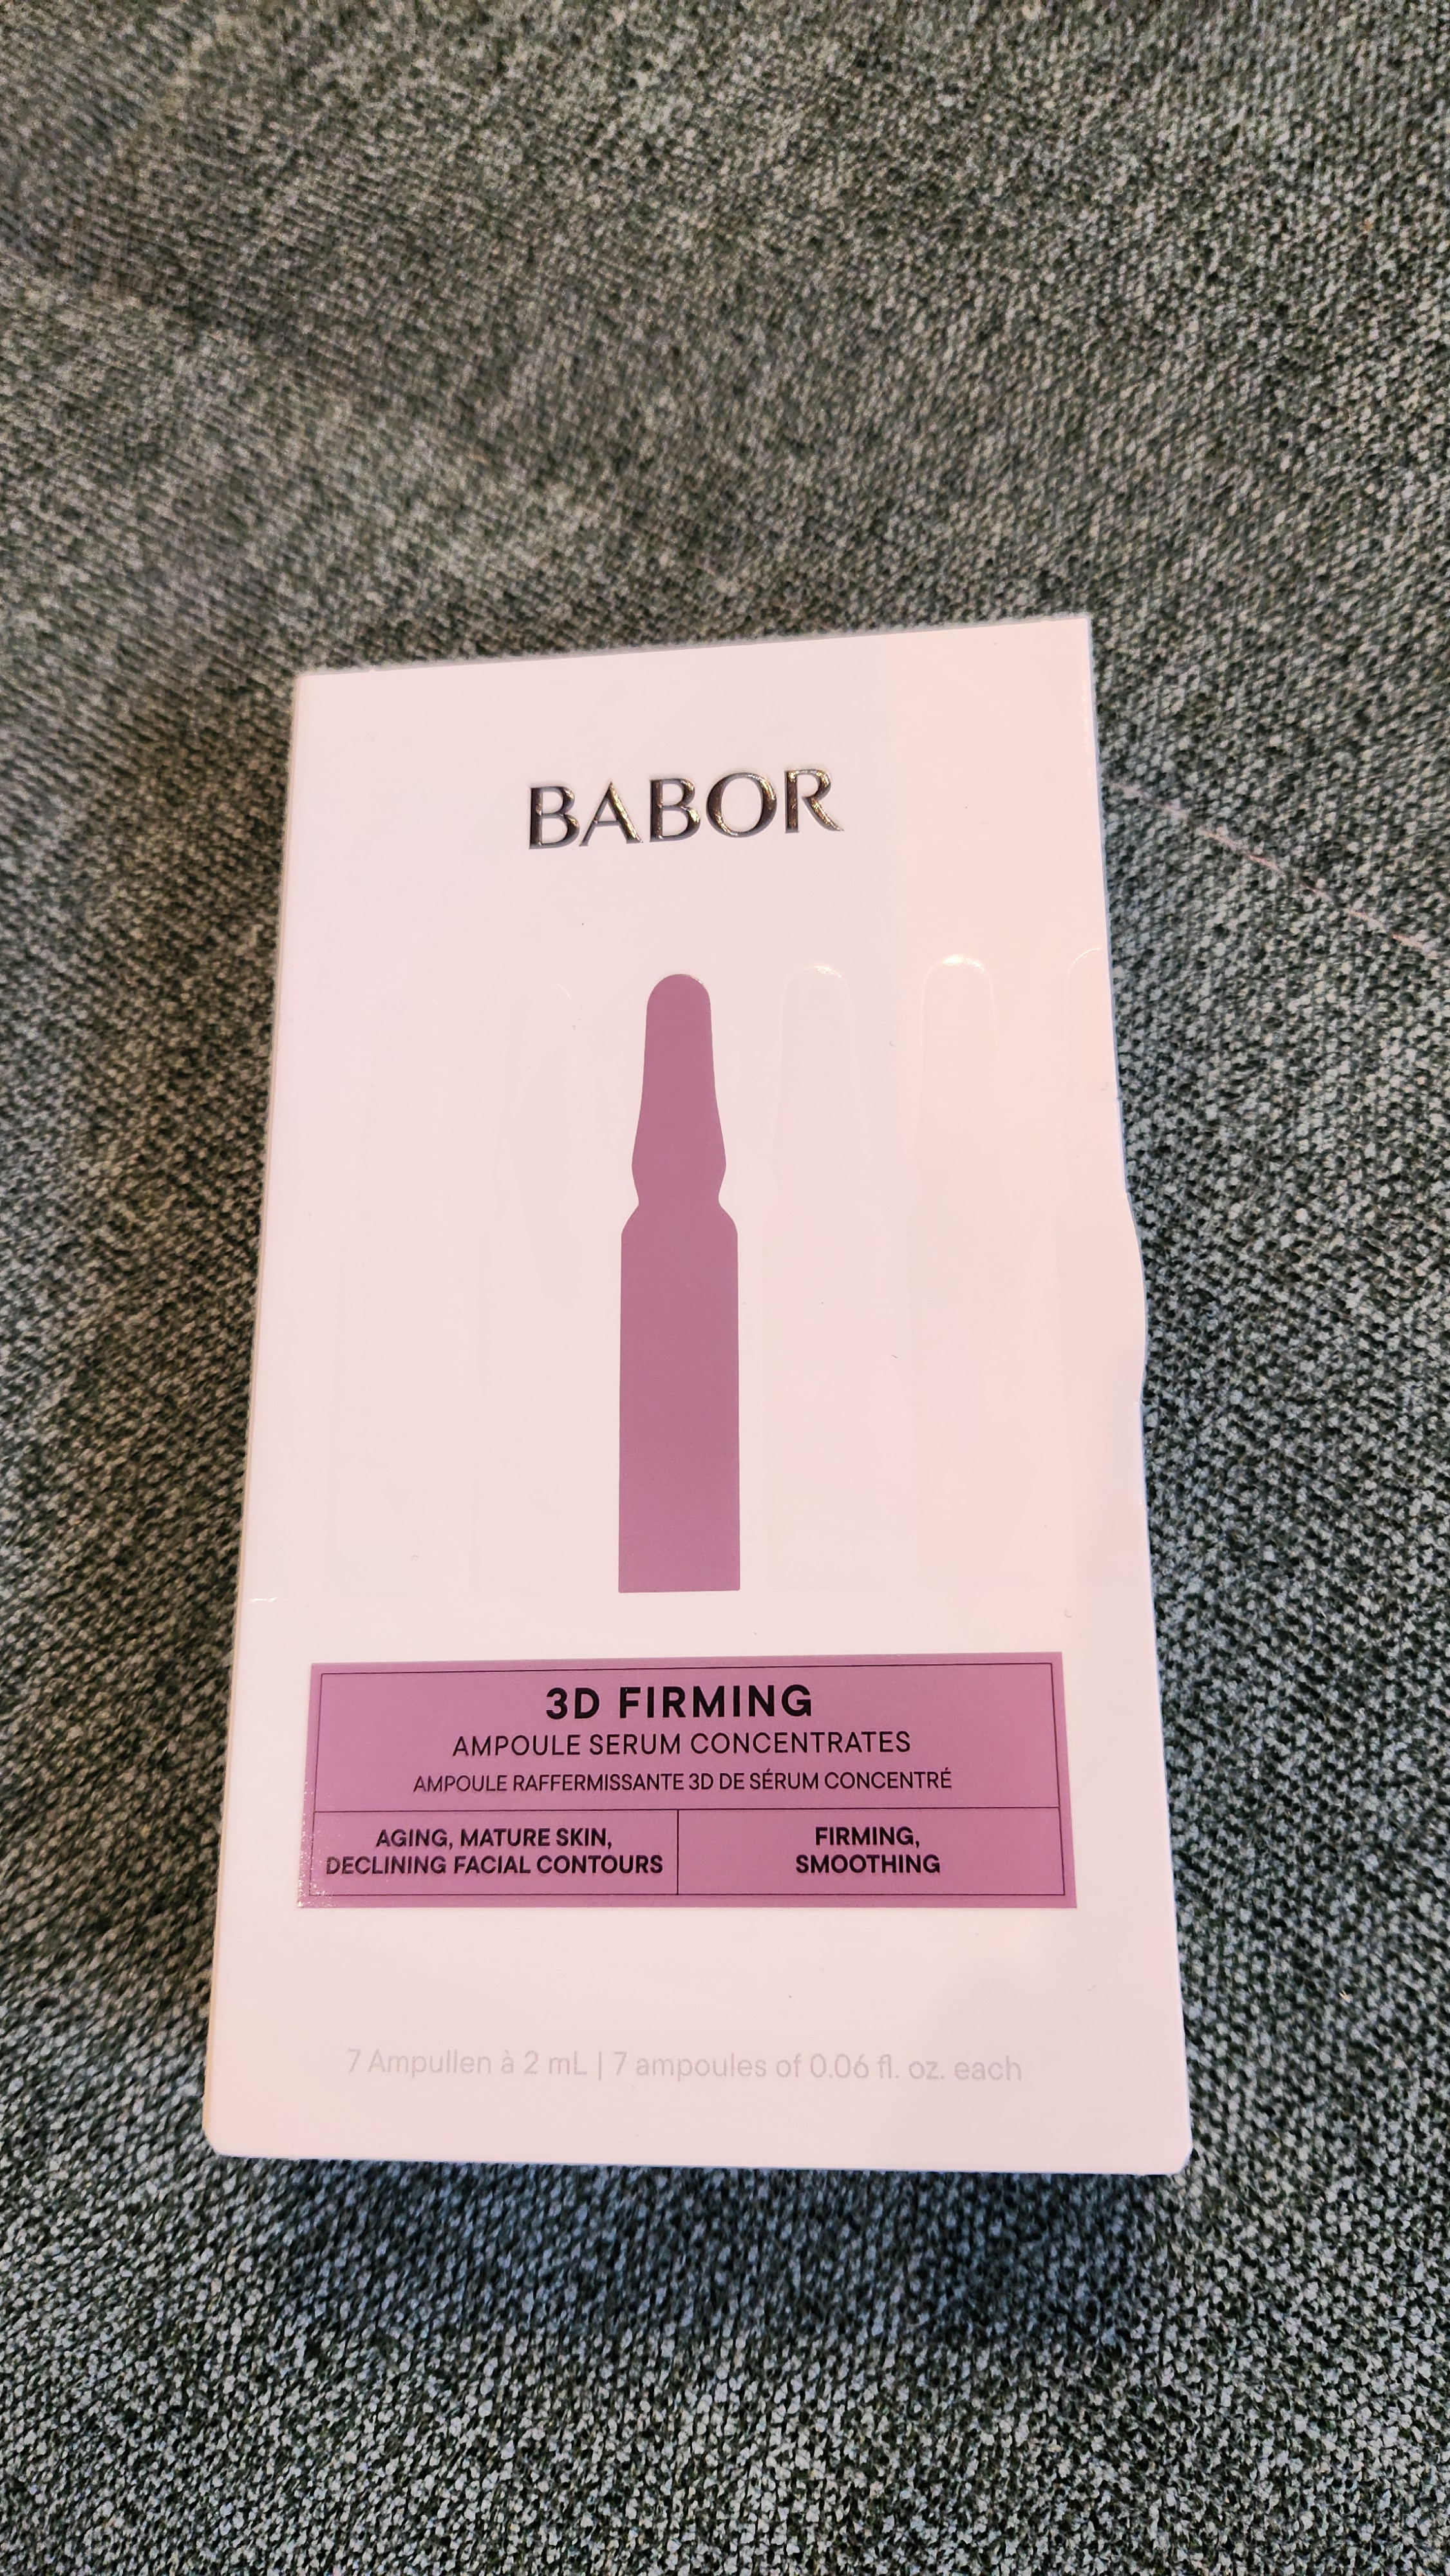 BABOR
3D FIRMING
AMPOULE SERUM CONCENTRATES
AMPOULE RAFFERMISSANTE 3D DE SÉRUM CONCENTRÉ
AGING, MATURE SKIN,
DECLINING FACIAL CONTOURS
FIRMING,
SMOOTHING
7 Ampullen à 2 mL | 7 ampoules of 0.06 fl. oz. each